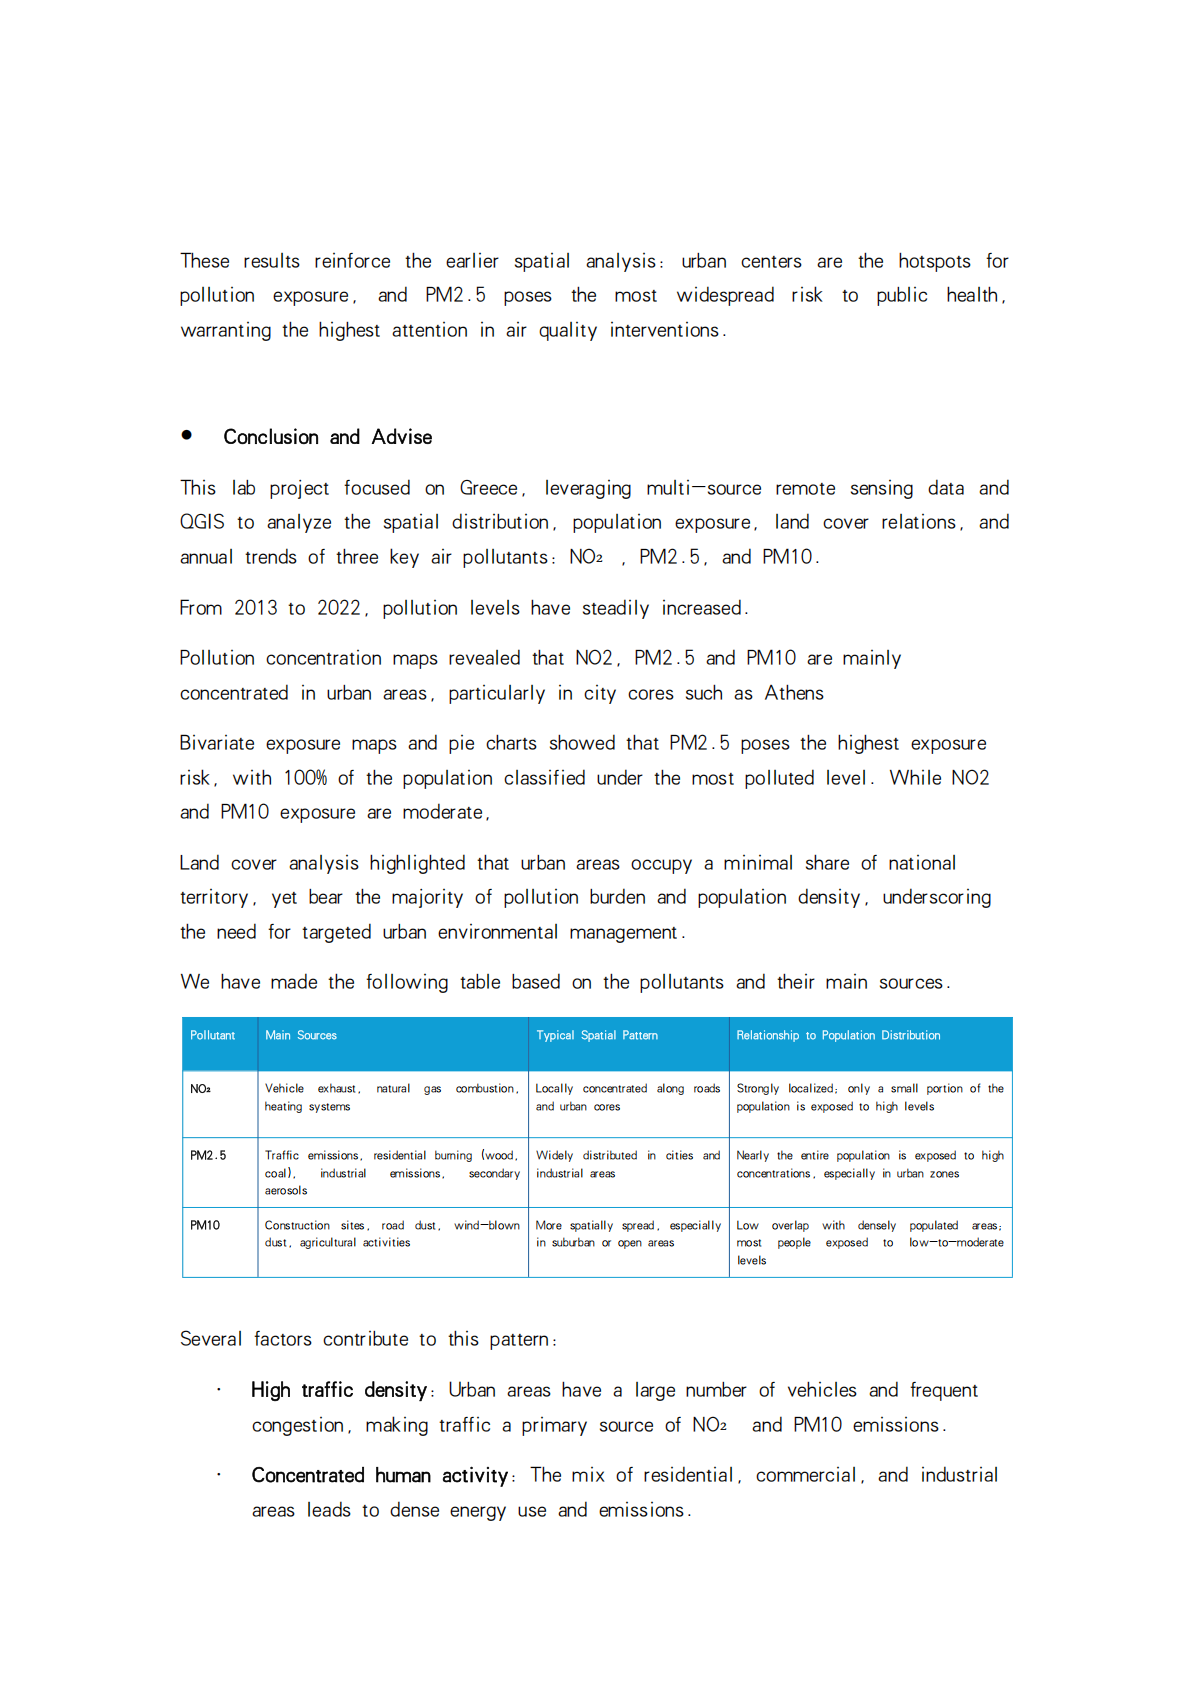 These results reinforce the earlier spatial analysis: urban centers are the hotspots for
pollution exposure, and PM2.5 poses the most widespread risk to public health,
warranting the highest attention in air quality interventions.
● Conclusion and Advise
This lab project focused on Greece, leveraging multi-source remote sensing data and
QGIS to analyze the spatial distribution, population exposure, land cover relations, and
annual trends of three key air pollutants: NO₂ , PM2.5, and PM10.
From 2013 to 2022, pollution levels have steadily increased.
Pollution concentration maps revealed that NO2, PM2.5 and PM10 are mainly
concentrated in urban areas, particularly in city cores such as Athens
Bivariate exposure maps and pie charts showed that PM2.5 poses the highest exposure
risk, with 100% of the population classified under the most polluted level. While NO2
and PM10 exposure are moderate,
Land cover analysis highlighted that urban areas occupy a minimal share of national
territory, yet bear the majority of pollution burden and population density, underscoring
the need for targeted urban environmental management.
We have made the following table based on the pollutants and their main sources.
Pollutant Main Sources Typical Spatial Pattern Relationship to Population Distribution
NO₂ Vehicle exhaust, natural gas combustion, Locally concentrated along roads Strongly localized; only a small portion of the
heating systems and urban cores population is exposed to high levels
PM2.5 Traffic emissions, residential burning (wood, Widely distributed in cities and Nearly the entire population is exposed to high
coal), industrial emissions, secondary industrial areas concentrations, especially in urban zones
aerosols
PM10 Construction sites, road dust, wind-blown More spatially spread, especially Low overlap with densely populated areas;
dust, agricultural activities in suburban or open areas most people exposed to low-to-moderate
levels
Several factors contribute to this pattern:
· High traffic density: Urban areas have a large number of vehicles and frequent
congestion, making traffic a primary source of NO₂ and PM10 emissions.
· Concentrated human activity: The mix of residential, commercial, and industrial
areas leads to dense energy use and emissions.